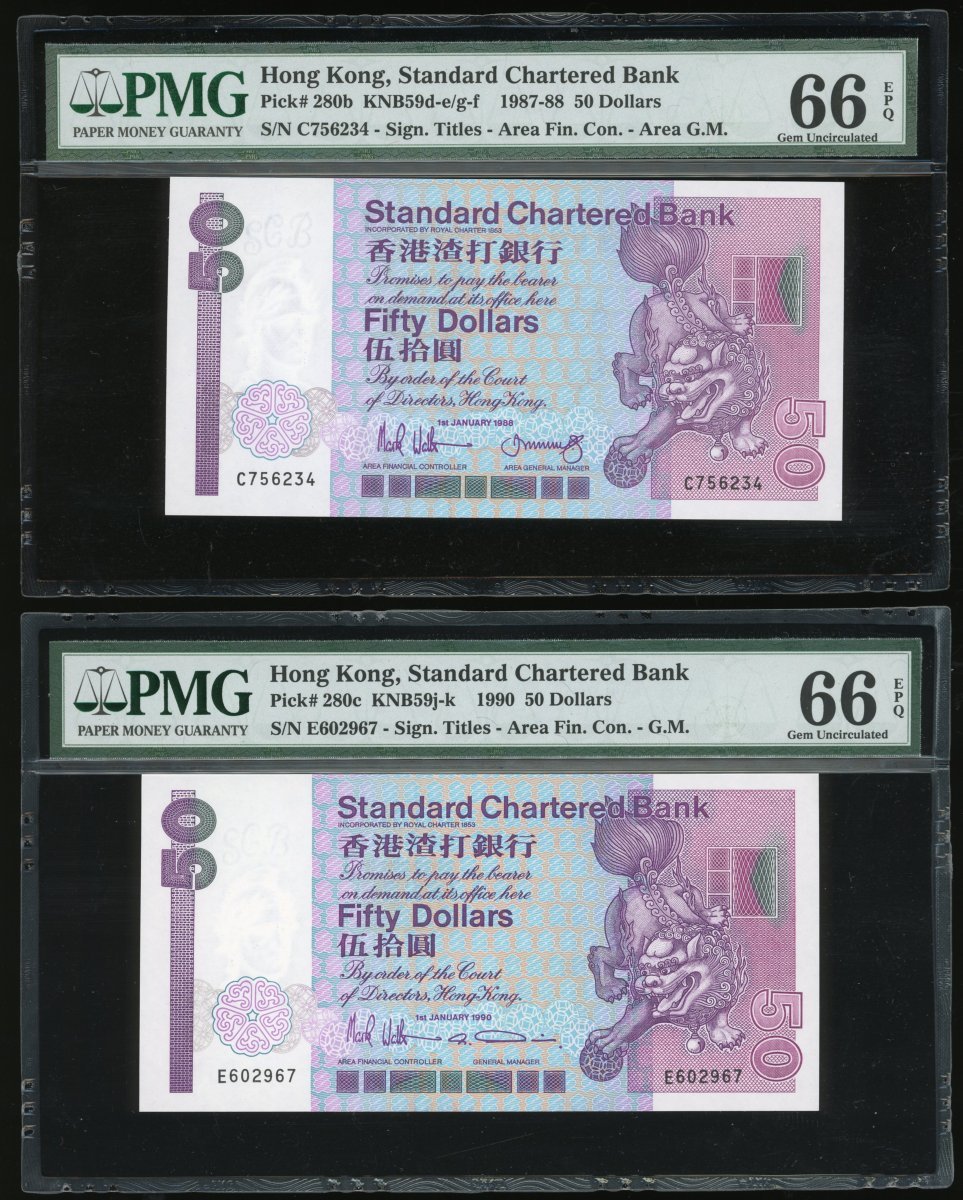 PMG
PAPER MONEY GUARANTY
Hong Kong, Standard Chartered Bank
Pick# 280b KNB59d-e/g-f 1987-88 50 Dollars
S/N C756234 - Sign. Titles - Area Fin. Con. - Area G.M.
66 EPQ
Gem Uncirculated
50
SCB
Standard Chartered Bank
INCORPORATED BY ROYAL CHARTER 1853
香港渣打銀行
Promises to pay the bearer
on demand at its office here
Fifty Dollars
伍拾圓
By order of the Court
of Directors, Hong Kong.
1st JANUARY 1988
AREA FINANCIAL CONTROLLER AREA GENERAL MANAGER
C756234
C756234
50
PMG
PAPER MONEY GUARANTY
Hong Kong, Standard Chartered Bank
Pick# 280c KNB59j-k 1990 50 Dollars
S/N E602967 - Sign. Titles - Area Fin. Con. - G.M.
66 EPQ
Gem Uncirculated
50
SCB
Standard Chartered Bank
INCORPORATED BY ROYAL CHARTER 1853
香港渣打銀行
Promises to pay the bearer
on demand at its office here
Fifty Dollars
伍拾圓
By order of the Court
of Directors, Hong Kong.
1st JANUARY 1990
AREA FINANCIAL CONTROLLER GENERAL MANAGER
E602967
E602967
50